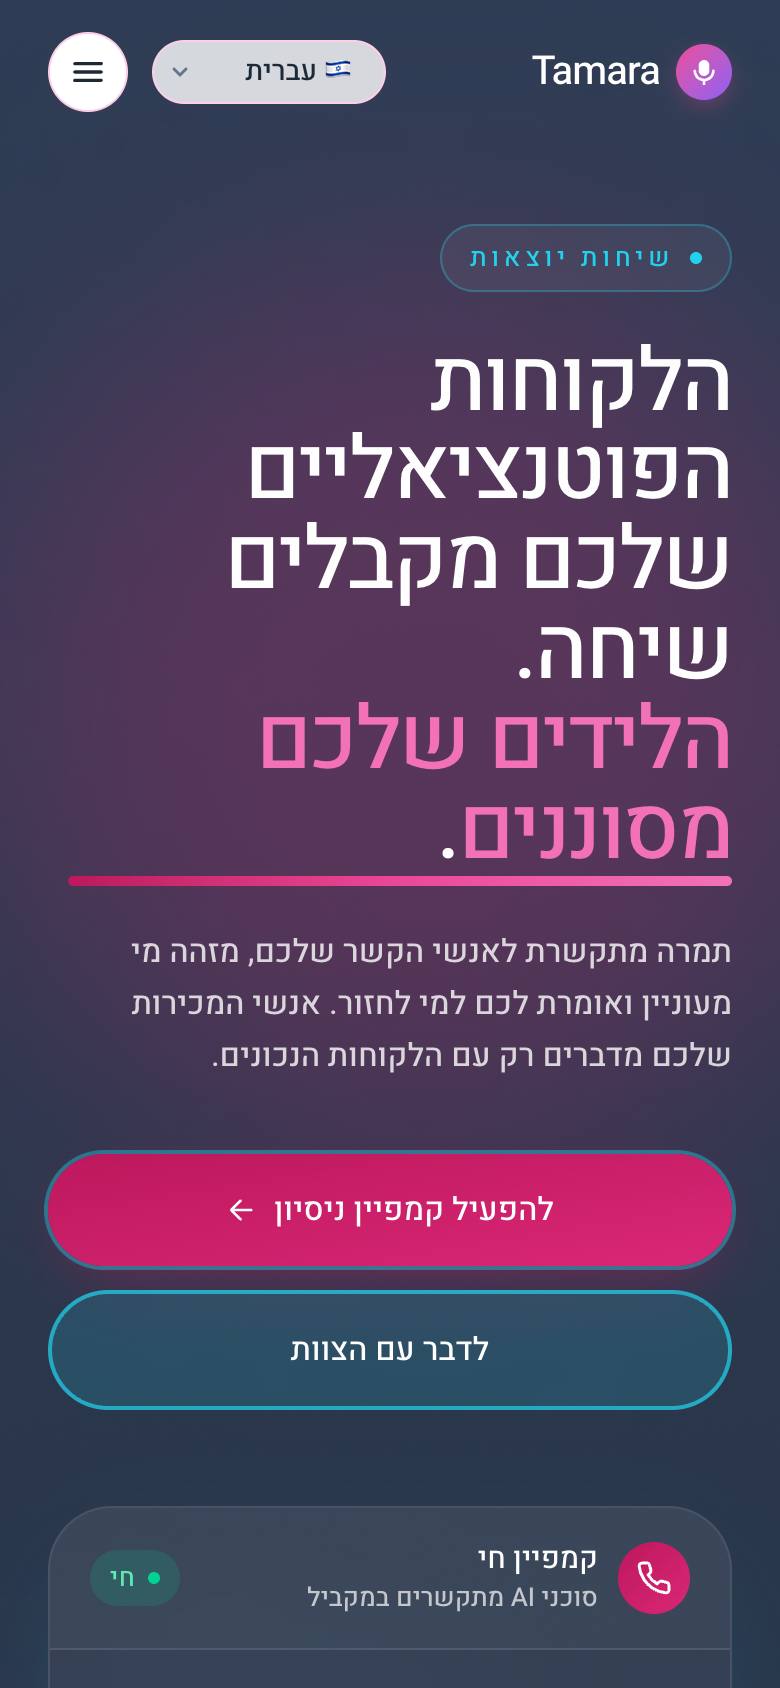 Tamara
עברית
שיחות יוצאות
הלקוחות
הפוטנציאליים
שלכם מקבלים
שיחה.
הלידים שלכם
מסוננים.
תמרה מתקשרת לאנשי הקשר שלכם, מזהה מי
מעוניין ואומרת לכם למי לחזור. אנשי המכירות
שלכם מדברים רק עם הלקוחות הנכונים.
להפעיל קמפיין ניסיון
לדבר עם הצוות
קמפיין חי
סוכני AI מתקשרים במקביל
חי